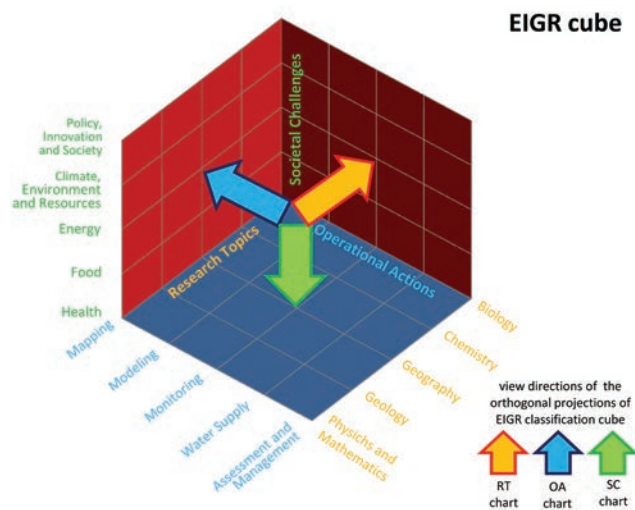 EIGR cube
Societal Challenges
Policy,
Innovation
and Society
Climate,
Environment
and Resources
Energy
Food
Health
Research Topics
Operational Actions
Mapping
Modeling
Monitoring
Water Supply
Assessment and
Management
Biology
Chemistry
Geography
Geology
Physichs and
Mathematics
view directions of the
orthogonal projections of
EIGR classification cube
RT
chart
OA
chart
SC
chart